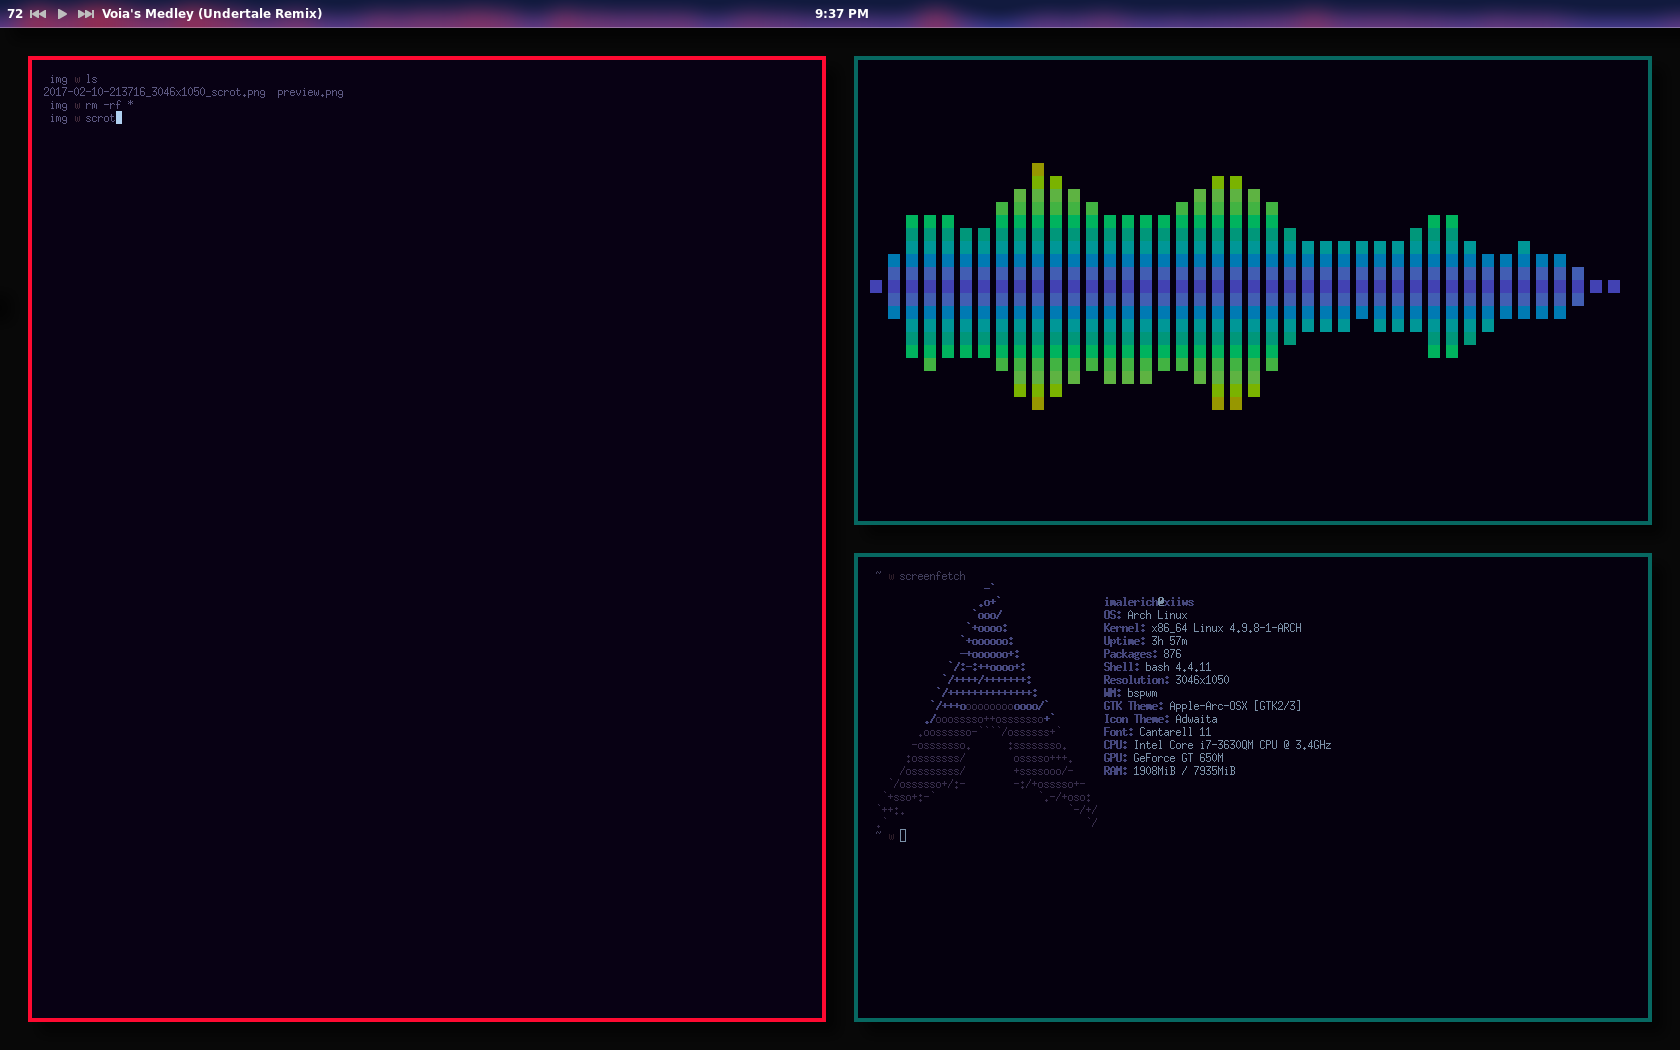 72 Voia's Medley (Undertale Remix)
9:37 PM
img w ls
2017-02-10-213716_3046x1050_scrot.png  preview.png
img w rm -rf *
img w scrot
~ w screenfetch
imalerich@xiiws
OS: Arch Linux
Kernel: x86_64 Linux 4.9.8-1-ARCH
Uptime: 3h 57m
Packages: 876
Shell: bash 4.4.11
Resolution: 3046x1050
WM: bspwm
GTK Theme: Apple-Arc-OSX [GTK2/3]
Icon Theme: Adwaita
Font: Cantarell 11
CPU: Intel Core i7-3630QM CPU @ 3.4GHz
GPU: GeForce GT 650M
RAM: 1908MiB / 7935MiB
~ w